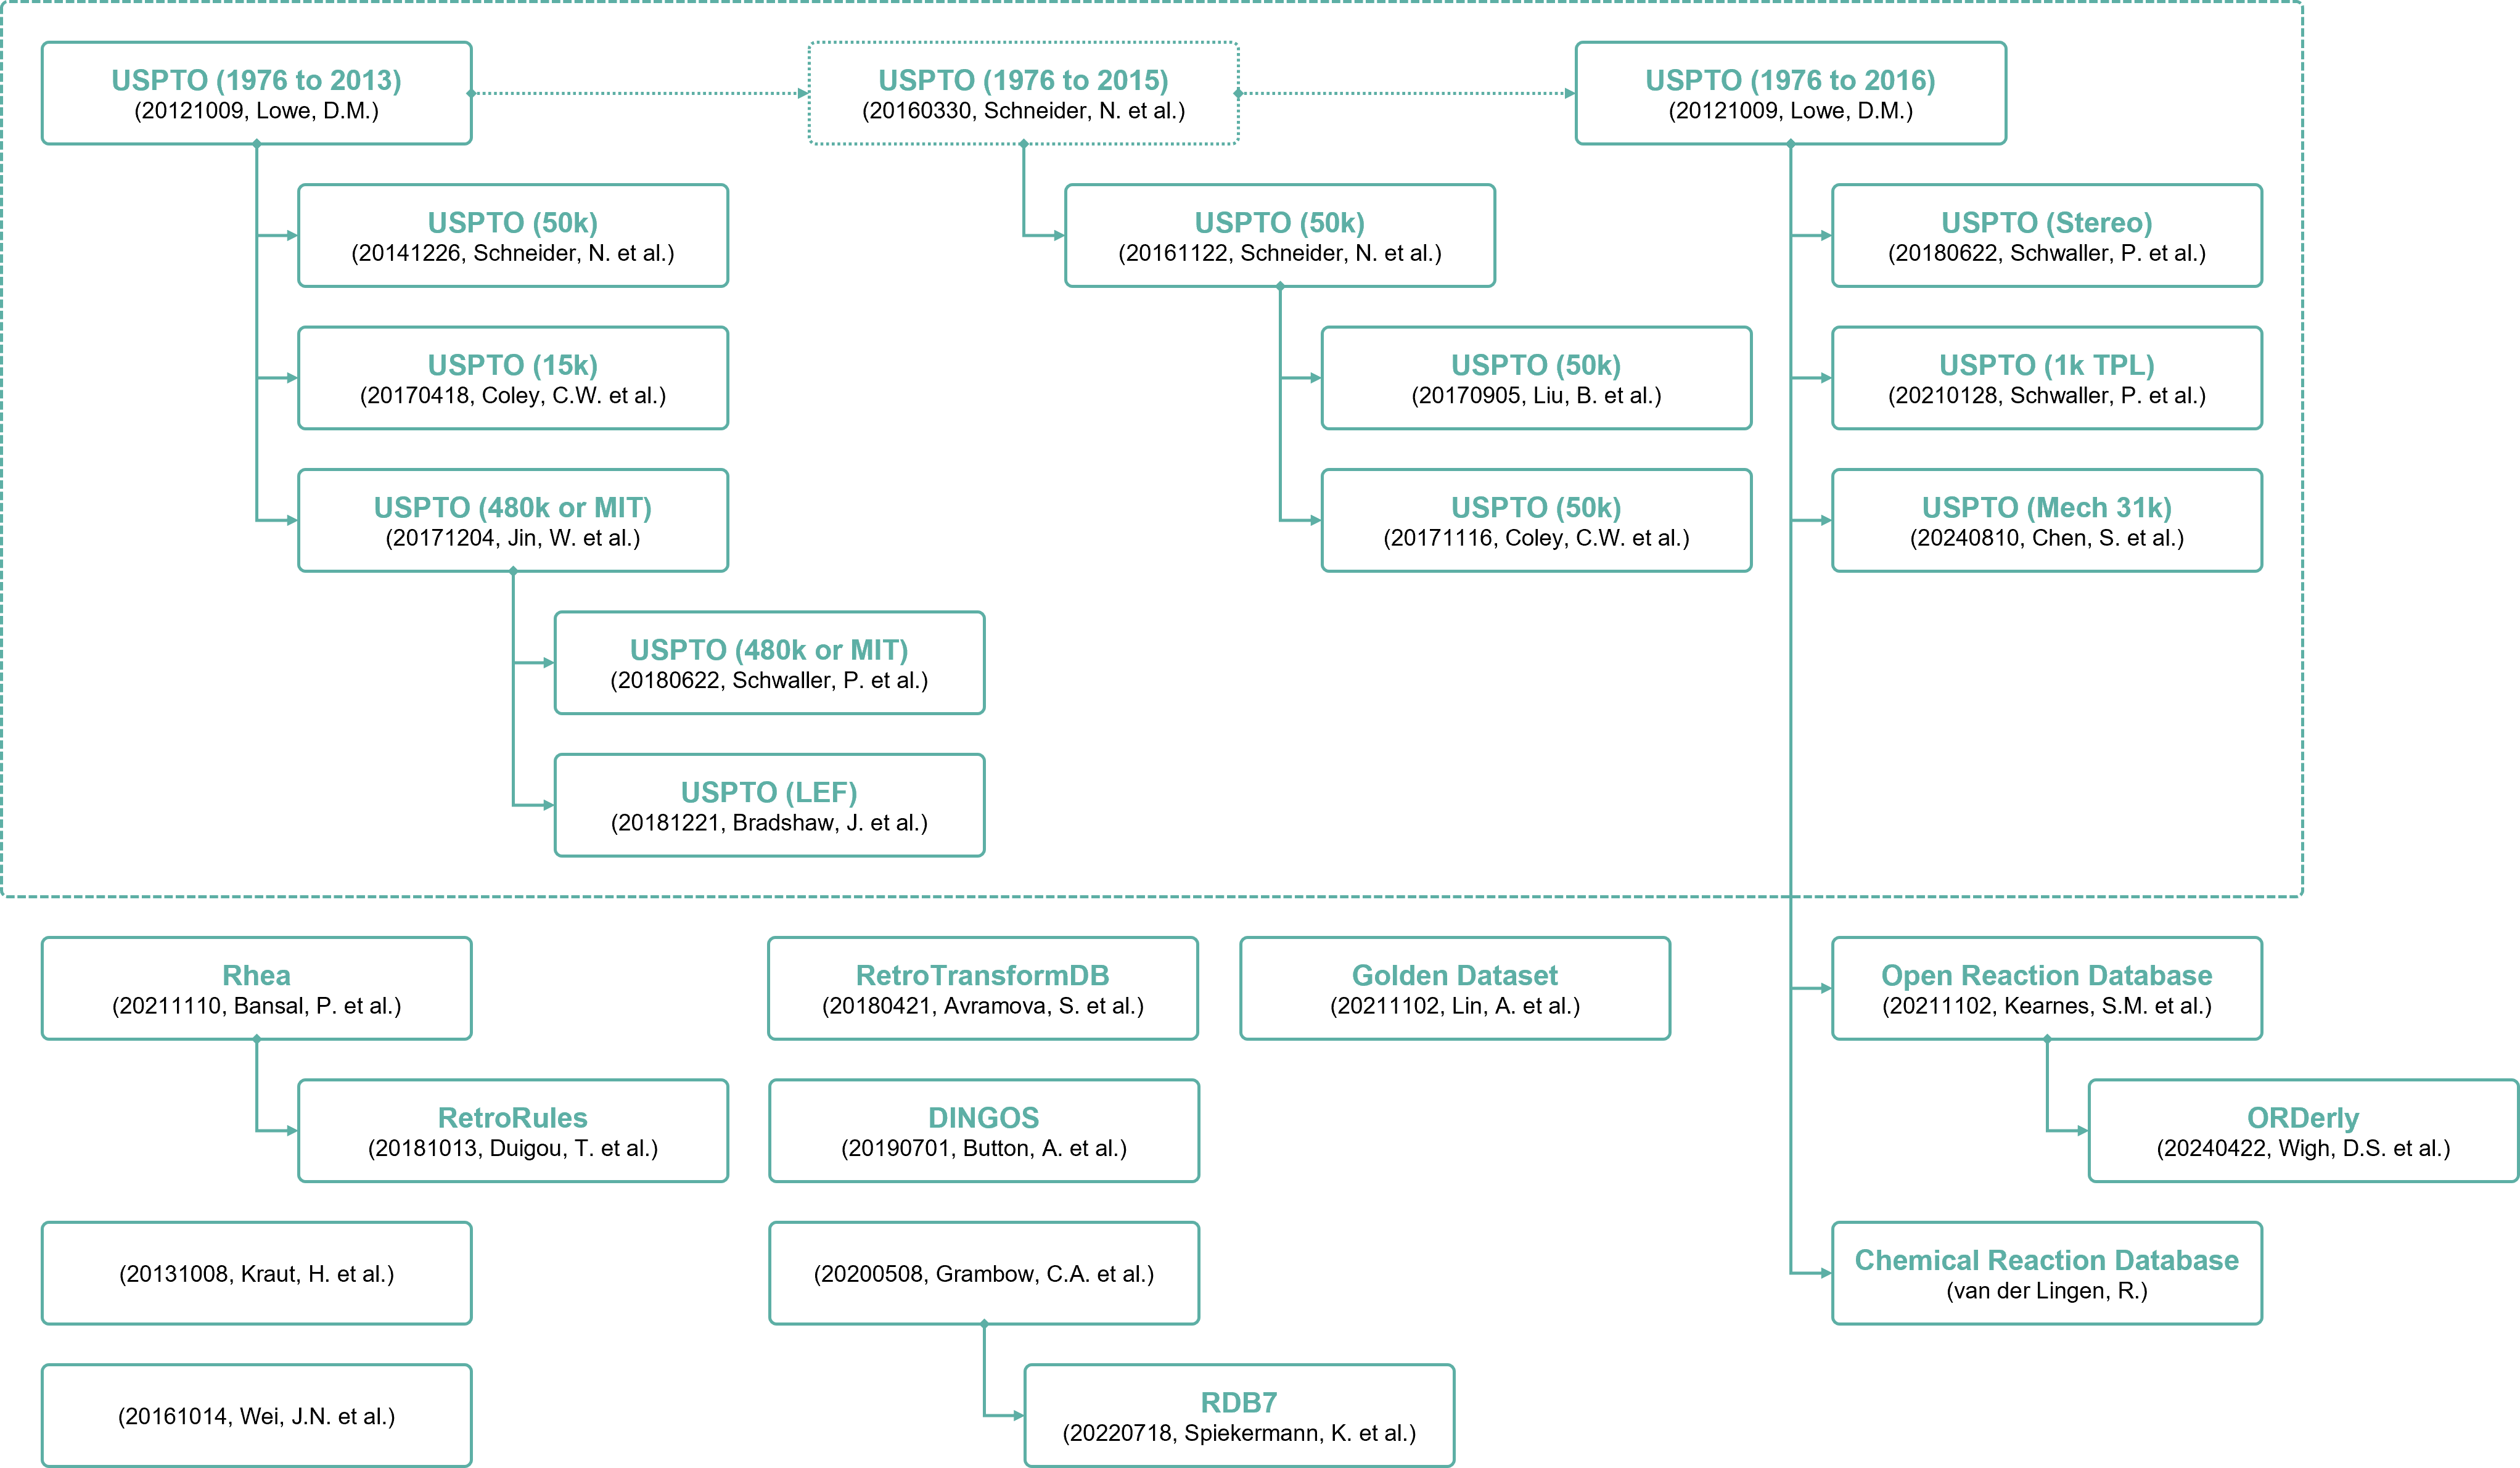 USPTO (1976 to 2013)
(20121009, Lowe, D.M.)
USPTO (1976 to 2015)
(20160330, Schneider, N. et al.)
USPTO (1976 to 2016)
(20121009, Lowe, D.M.)
USPTO (50k)
(20141226, Schneider, N. et al.)
USPTO (50k)
(20161122, Schneider, N. et al.)
USPTO (Stereo)
(20180622, Schwaller, P. et al.)
USPTO (15k)
(20170418, Coley, C.W. et al.)
USPTO (50k)
(20170905, Liu, B. et al.)
USPTO (1k TPL)
(20210128, Schwaller, P. et al.)
USPTO (480k or MIT)
(20171204, Jin, W. et al.)
USPTO (50k)
(20171116, Coley, C.W. et al.)
USPTO (Mech 31k)
(20240810, Chen, S. et al.)
USPTO (480k or MIT)
(20180622, Schwaller, P. et al.)
USPTO (LEF)
(20181221, Bradshaw, J. et al.)
Rhea
(20211110, Bansal, P. et al.)
RetroTransformDB
(20180421, Avramova, S. et al.)
Golden Dataset
(20211102, Lin, A. et al.)
Open Reaction Database
(20211102, Kearnes, S.M. et al.)
RetroRules
(20181013, Duigou, T. et al.)
DINGOS
(20190701, Button, A. et al.)
ORDerly
(20240422, Wigh, D.S. et al.)
(20131008, Kraut, H. et al.)
(20200508, Grambow, C.A. et al.)
Chemical Reaction Database
(van der Lingen, R.)
(20161014, Wei, J.N. et al.)
RDB7
(20220718, Spiekermann, K. et al.)